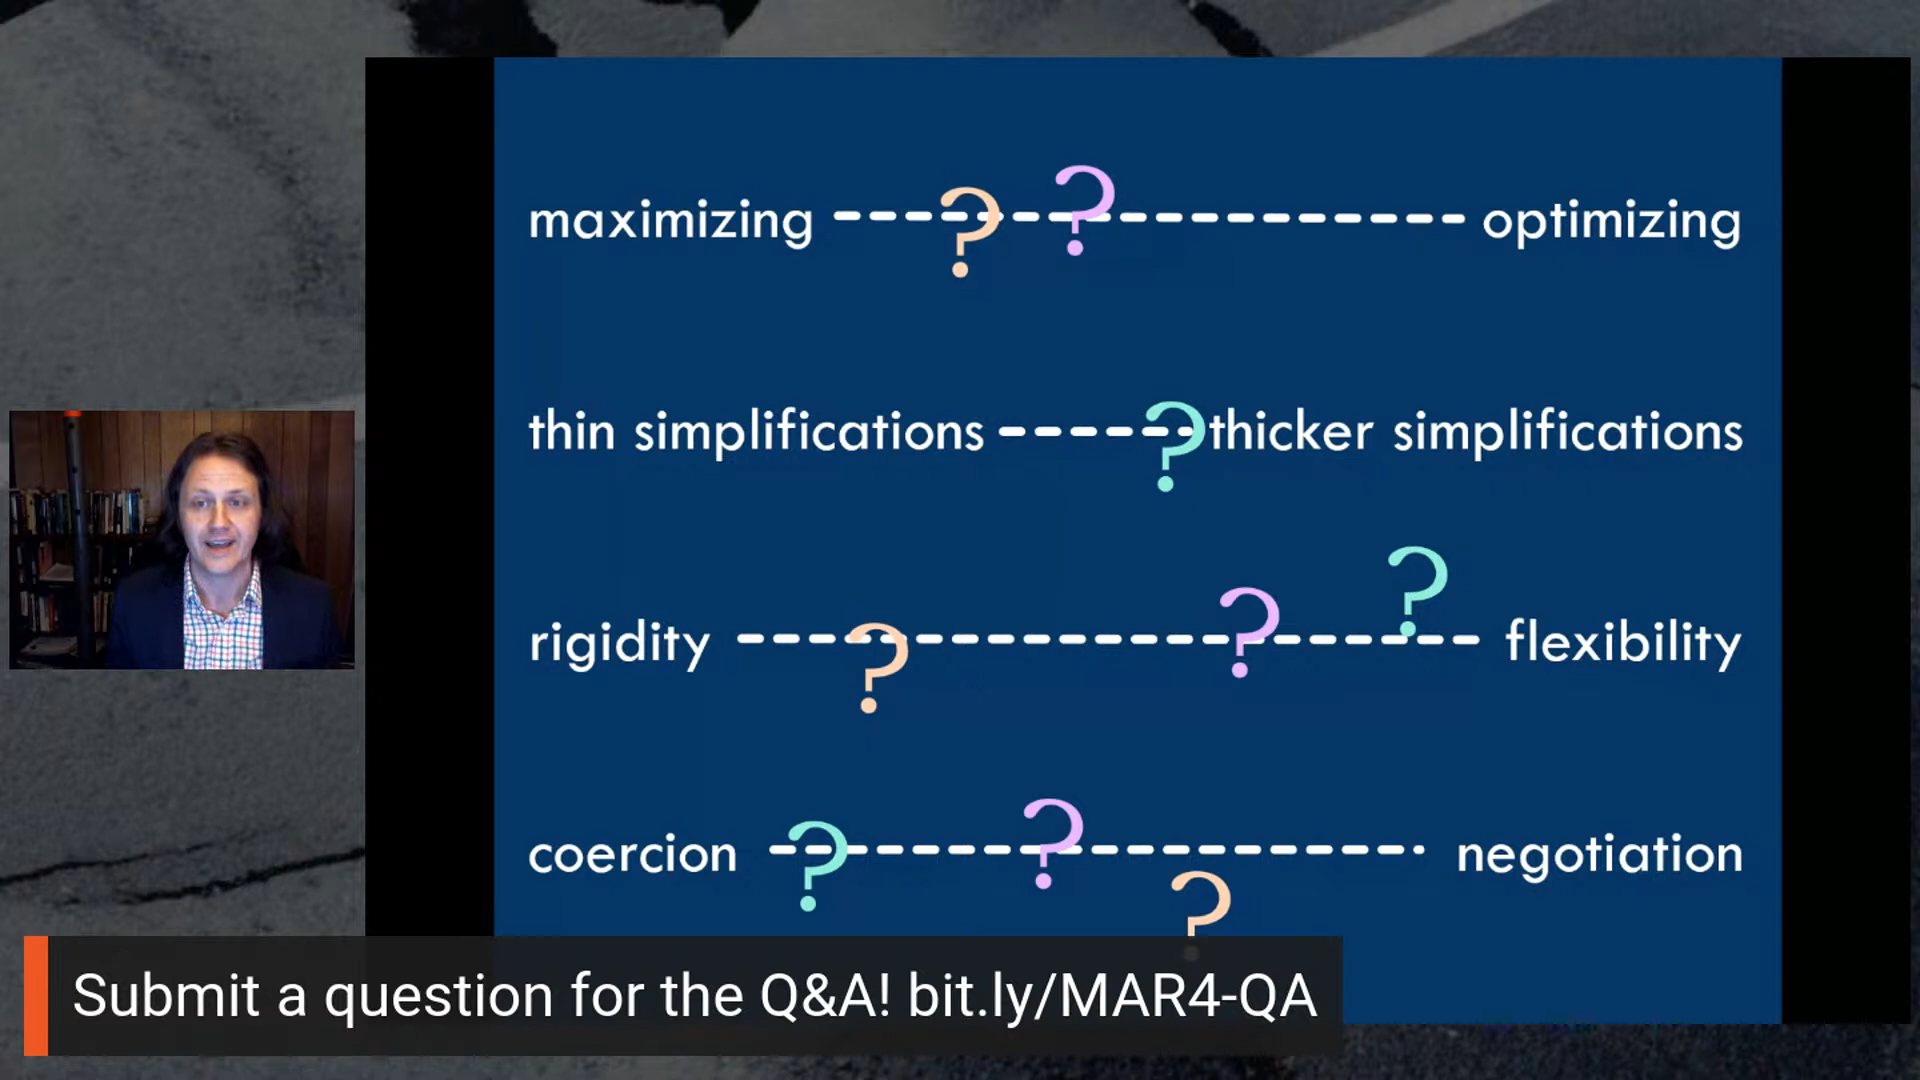 maximizing ? ? optimizing
thin simplifications ? thicker simplifications
rigidity ? ? ? flexibility
coercion ? ? ? negotiation
Submit a question for the Q&A! bit.ly/MAR4-QA